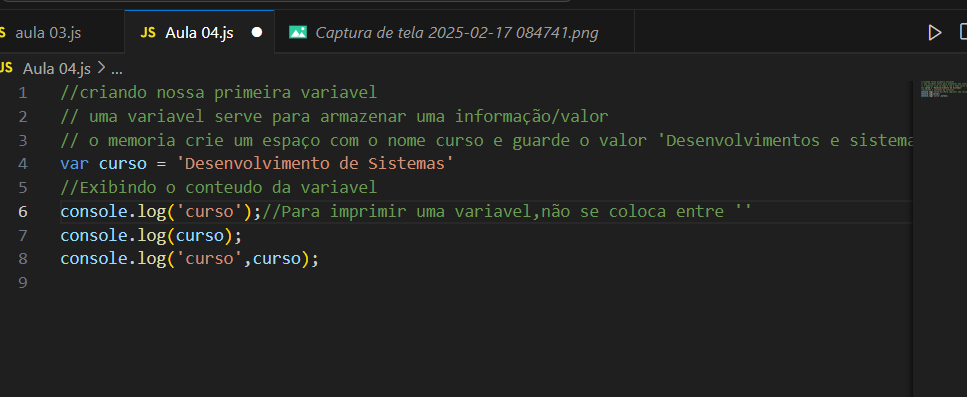 JS aula 03.js JS Aula 04.js Captura de tela 2025-02-17 084741.png
JS Aula 04.js > ...
1 //criando nossa primeira variavel
2 // uma variavel serve para armazenar uma informação/valor
3 // o memoria crie um espaço com o nome curso e guarde o valor 'Desenvolvimentos e sistema
4 var curso = 'Desenvolvimento de Sistemas'
5 //Exibindo o conteudo da variavel
6 console.log('curso');//Para imprimir uma variavel,não se coloca entre ''
7 console.log(curso);
8 console.log('curso',curso);
9